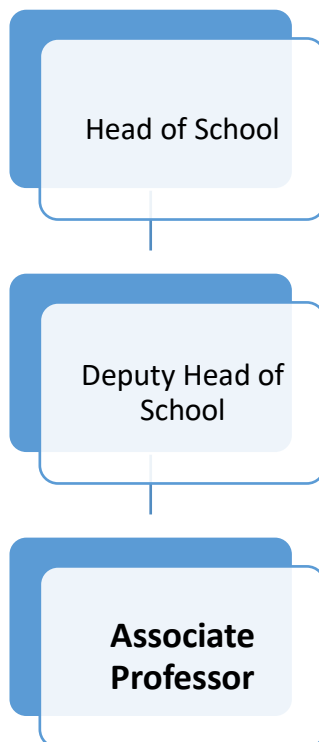 Head of School
Deputy Head of
School
Associate
Professor